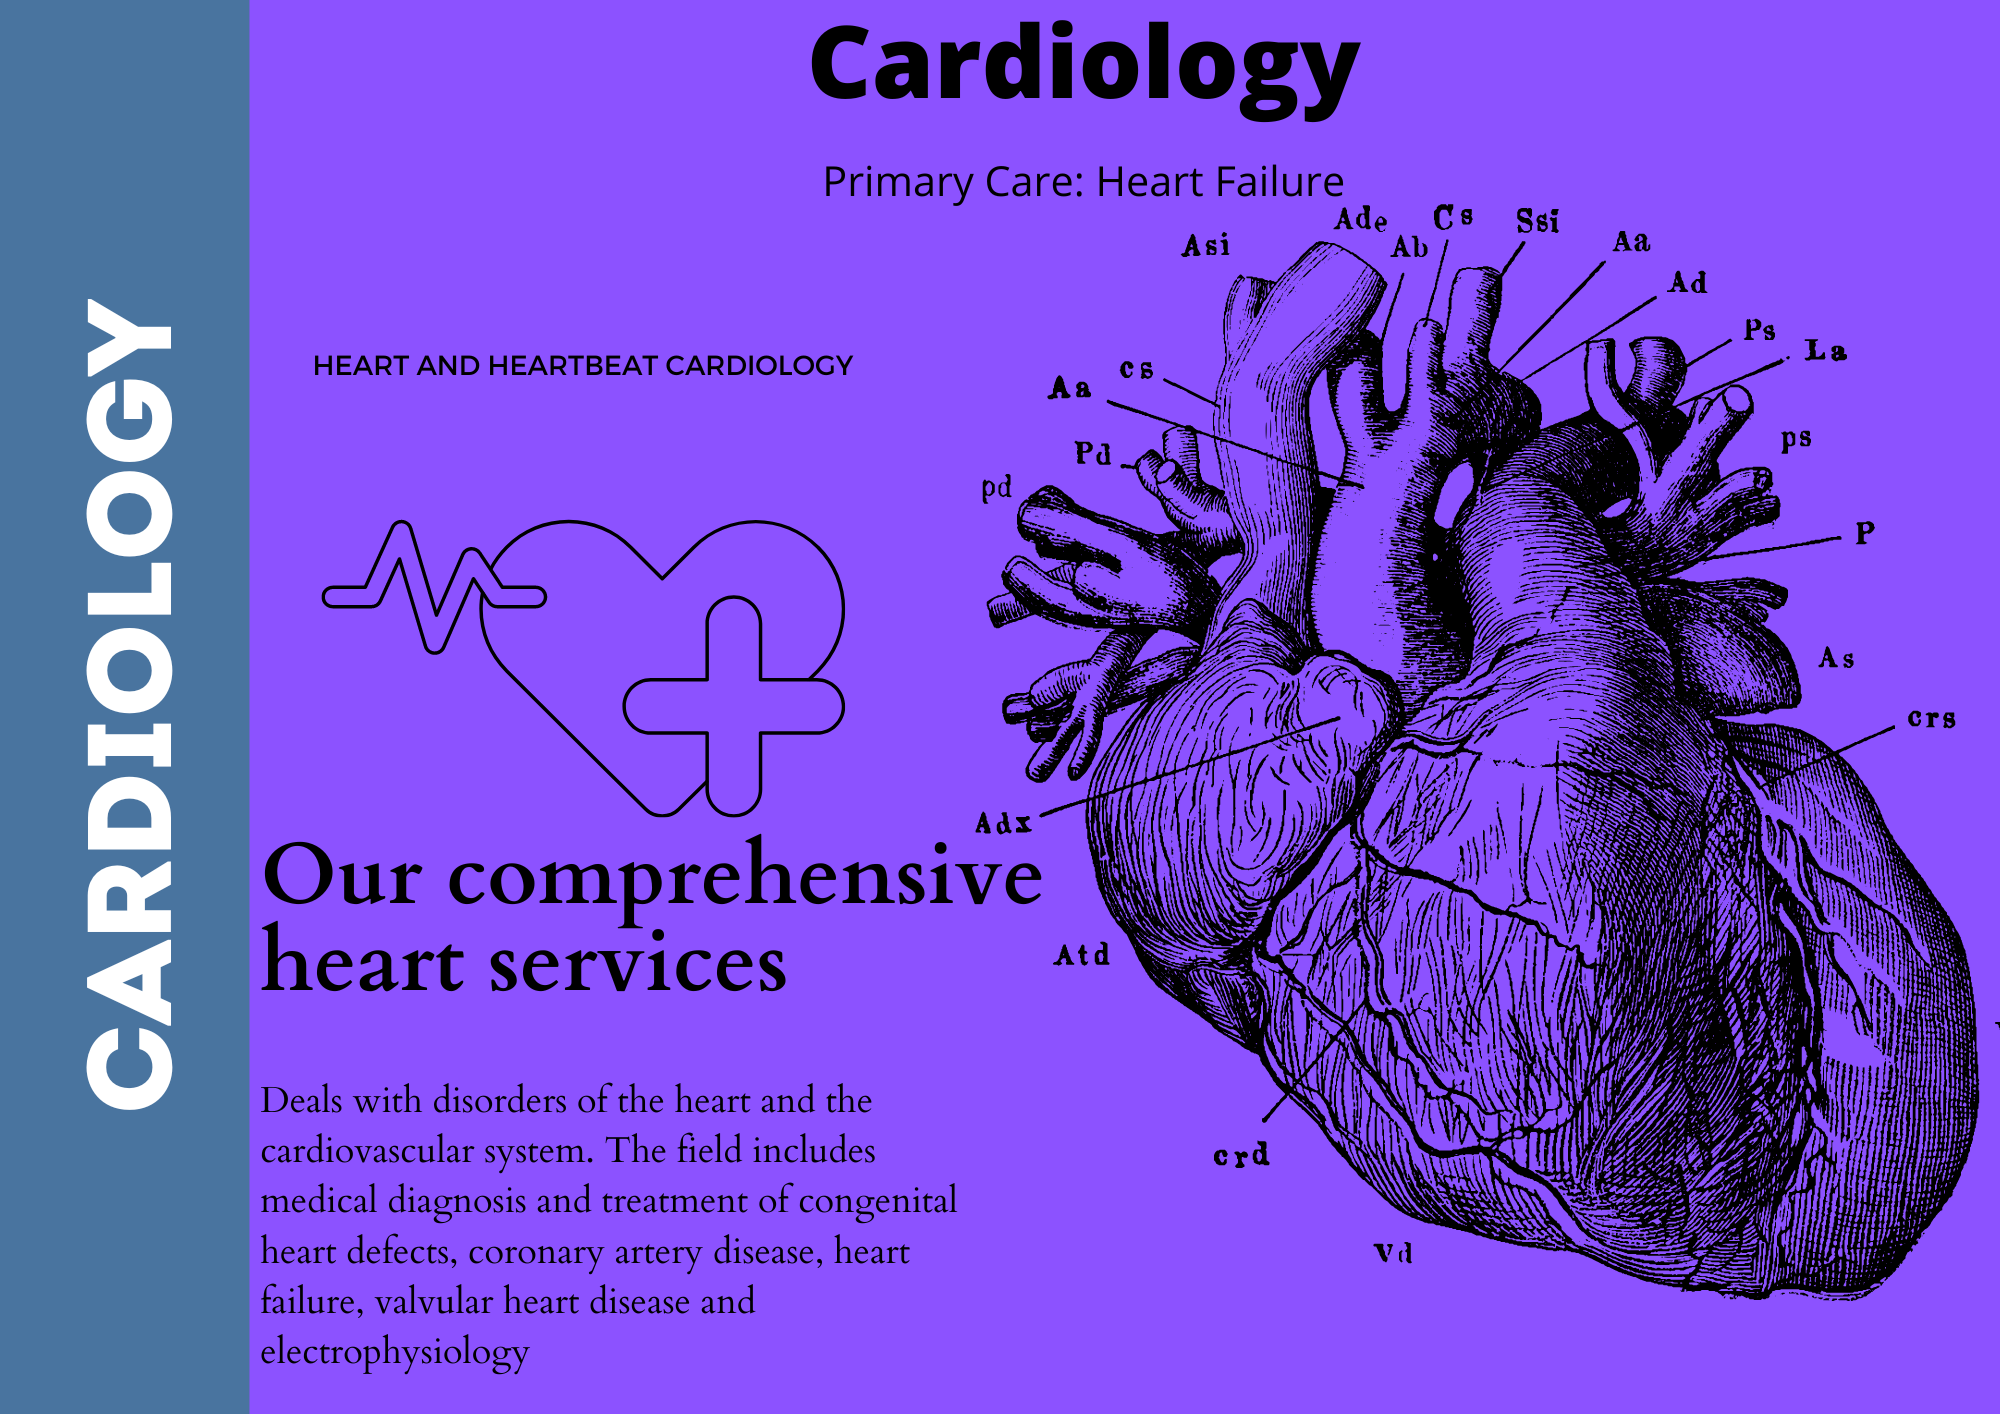 CARDIOLOGY
Cardiology
Primary Care: Heart Failure
HEART AND HEARTBEAT CARDIOLOGY
Our comprehensive
heart services
Deals with disorders of the heart and the
cardiovascular system. The field includes
medical diagnosis and treatment of congenital
heart defects, coronary artery disease, heart
failure, valvular heart disease and
electrophysiology
Asi
Ade
Ab
Cs
Ssi
Aa
Ad
Ps
La
cs
Aa
Pd
pd
ps
P
As
crs
Adx
Atd
crd
Vd